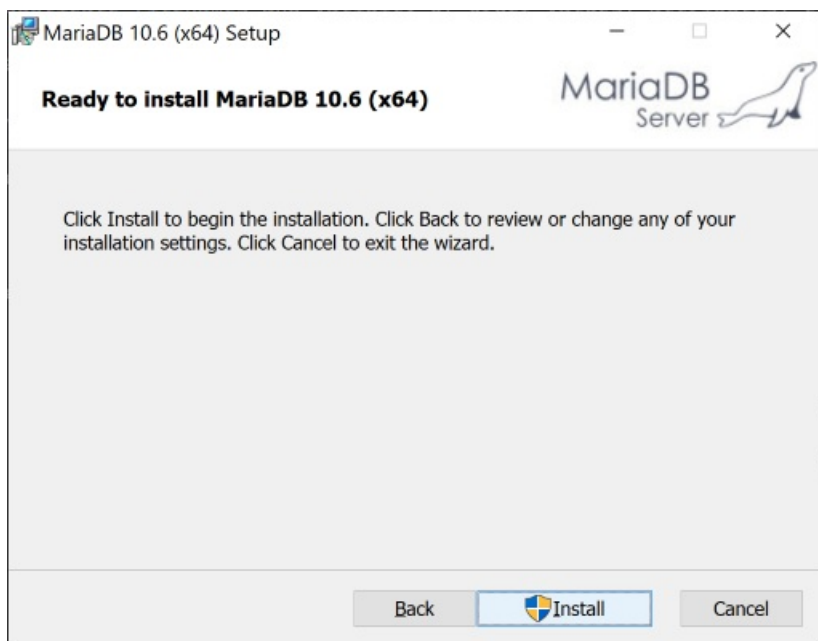 MariaDB 10.6 (x64) Setup
Ready to install MariaDB 10.6 (x64)
MariaDB
Server
Click Install to begin the installation. Click Back to review or change any of your
installation settings. Click Cancel to exit the wizard.
Back
Install
Cancel